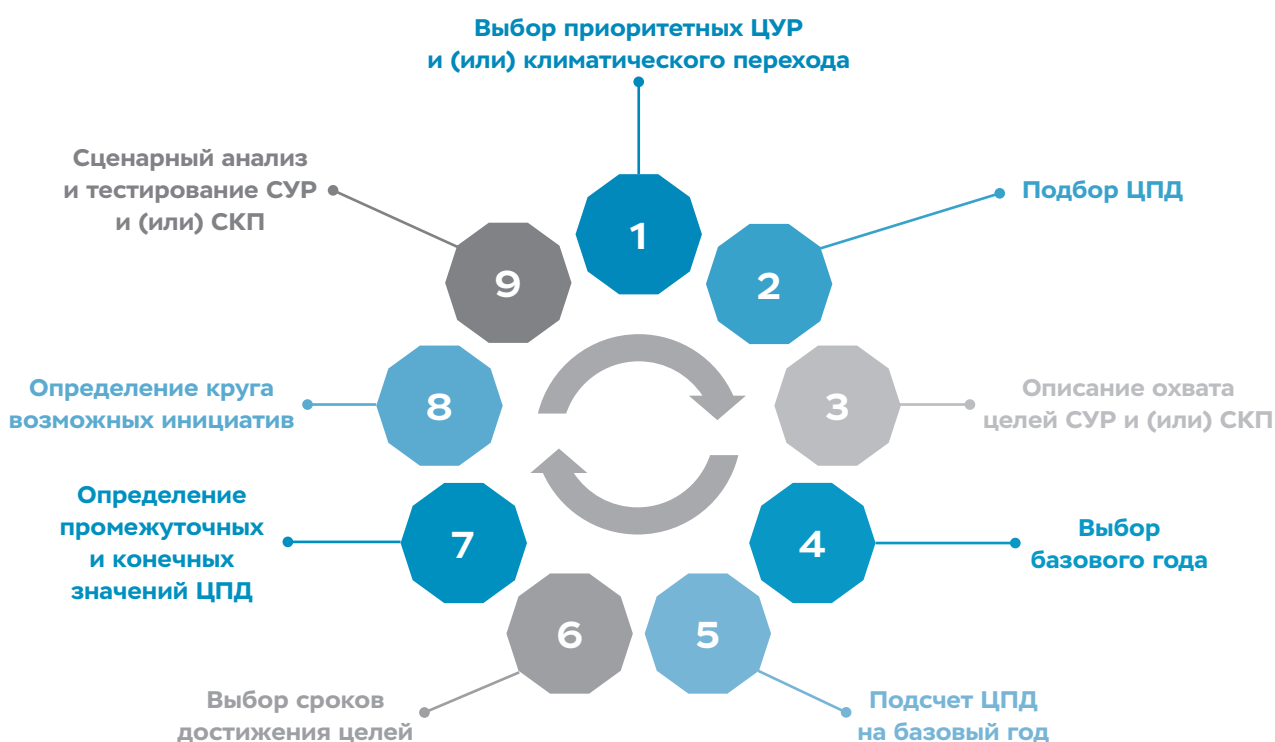 Выбор приоритетных ЦУР
и (или) климатического перехода
1
Подбор ЦПД
2
Описание охвата
целей СУР и (или) СКП
3
Выбор
базового года
4
Подсчет ЦПД
на базовый год
5
Выбор сроков
достижения целей
6
Определение
промежуточных
и конечных
значений ЦПД
7
Определение круга
возможных инициатив
8
Сценарный анализ
и тестирование СУР
и (или) СКП
9